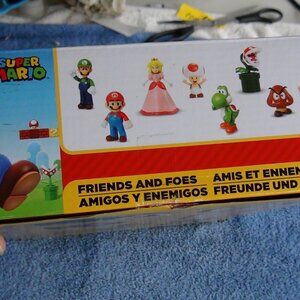 SUPER
MARIO
FRIENDS AND FOES
AMIS ET ENNEM
AMIGOS Y ENEMIGOS
FREUNDE UND